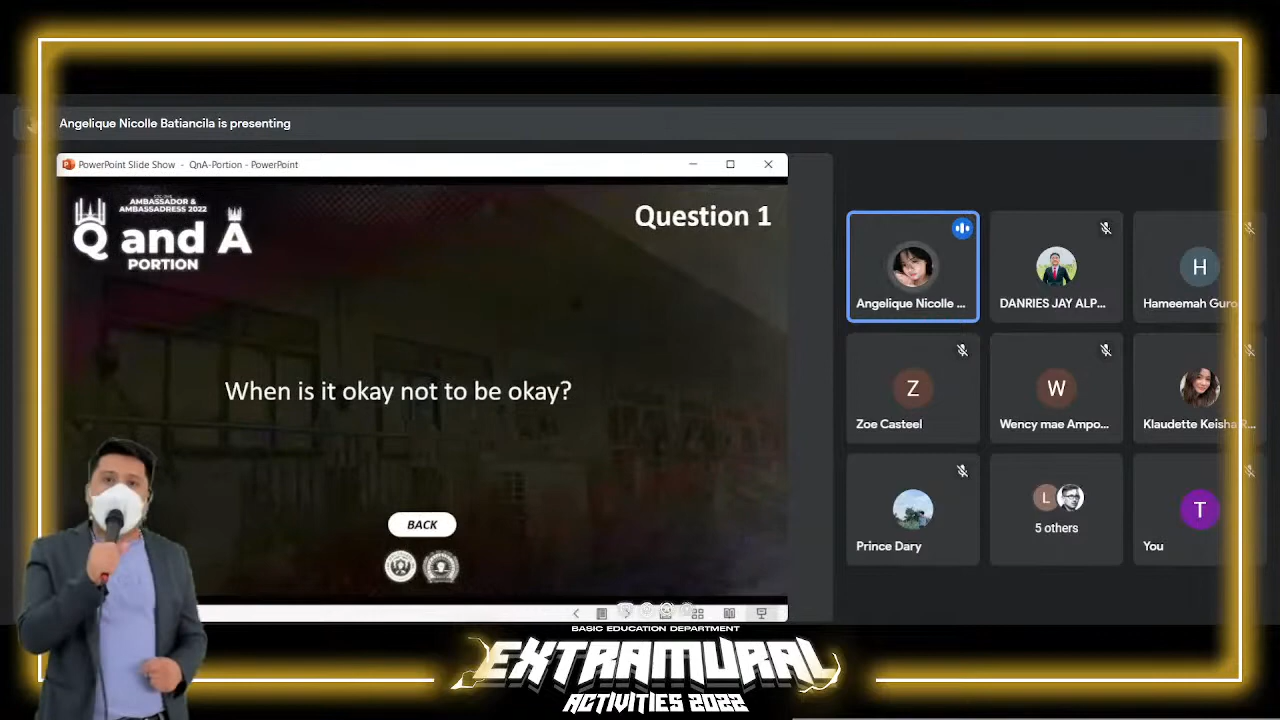 Angelique Nicolle Batiancila is presenting
PowerPoint Slide Show - QnA-Portion - PowerPoint
AMBASSADOR &
AMBASSADRESS 2022
Q and A
PORTION
Question 1
When is it okay not to be okay?
BACK
Angelique Nicolle ...
DANRIES JAY ALP...
H
Hameemah Guro
Z
Zoe Casteel
W
Wency mae Ampo...
Klaudette Keisha R...
Prince Dary
L
5 others
T
You
BASIC EDUCATION DEPARTMENT
EXTRAMURAL
ACTIVITIES 2022